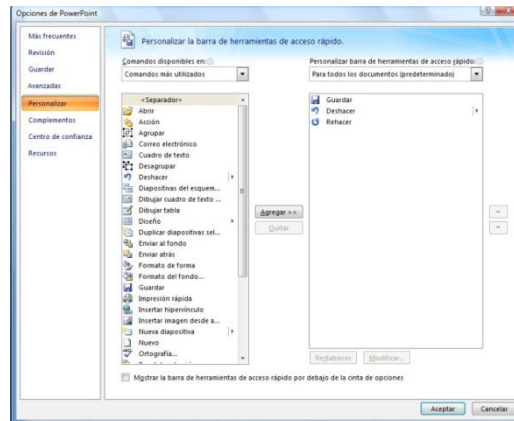 Opciones de PowerPoint
Más frecuentes
Revisión
Guardar
Avanzadas
Personalizar
Complementos
Centro de confianza
Recursos
Personalizar la barra de herramientas de acceso rápido.
Comandos disponibles en:
Comandos más utilizados
<Separador>
Abrir
Acción
Agrupar
Correo electrónico
Cuadro de texto
Desagrupar
Deshacer
Diapositivas del esquem...
Dibujar cuadro de texto ...
Dibujar tabla
Diseño
Duplicar diapositivas sel...
Enviar al fondo
Enviar atrás
Formato de forma
Formato del fondo...
Guardar
Impresión rápida
Insertar hipervínculo
Insertar imagen desde a...
Nueva diapositiva
Nuevo
Ortografía...
Agregar >>
Quitar
Personalizar barra de herramientas de acceso rápido:
Para todos los documentos (predeterminado)
Guardar
Deshacer
Rehacer
Restablecer
Modificar...
Mostrar la barra de herramientas de acceso rápido por debajo de la cinta de opciones
Aceptar
Cancelar